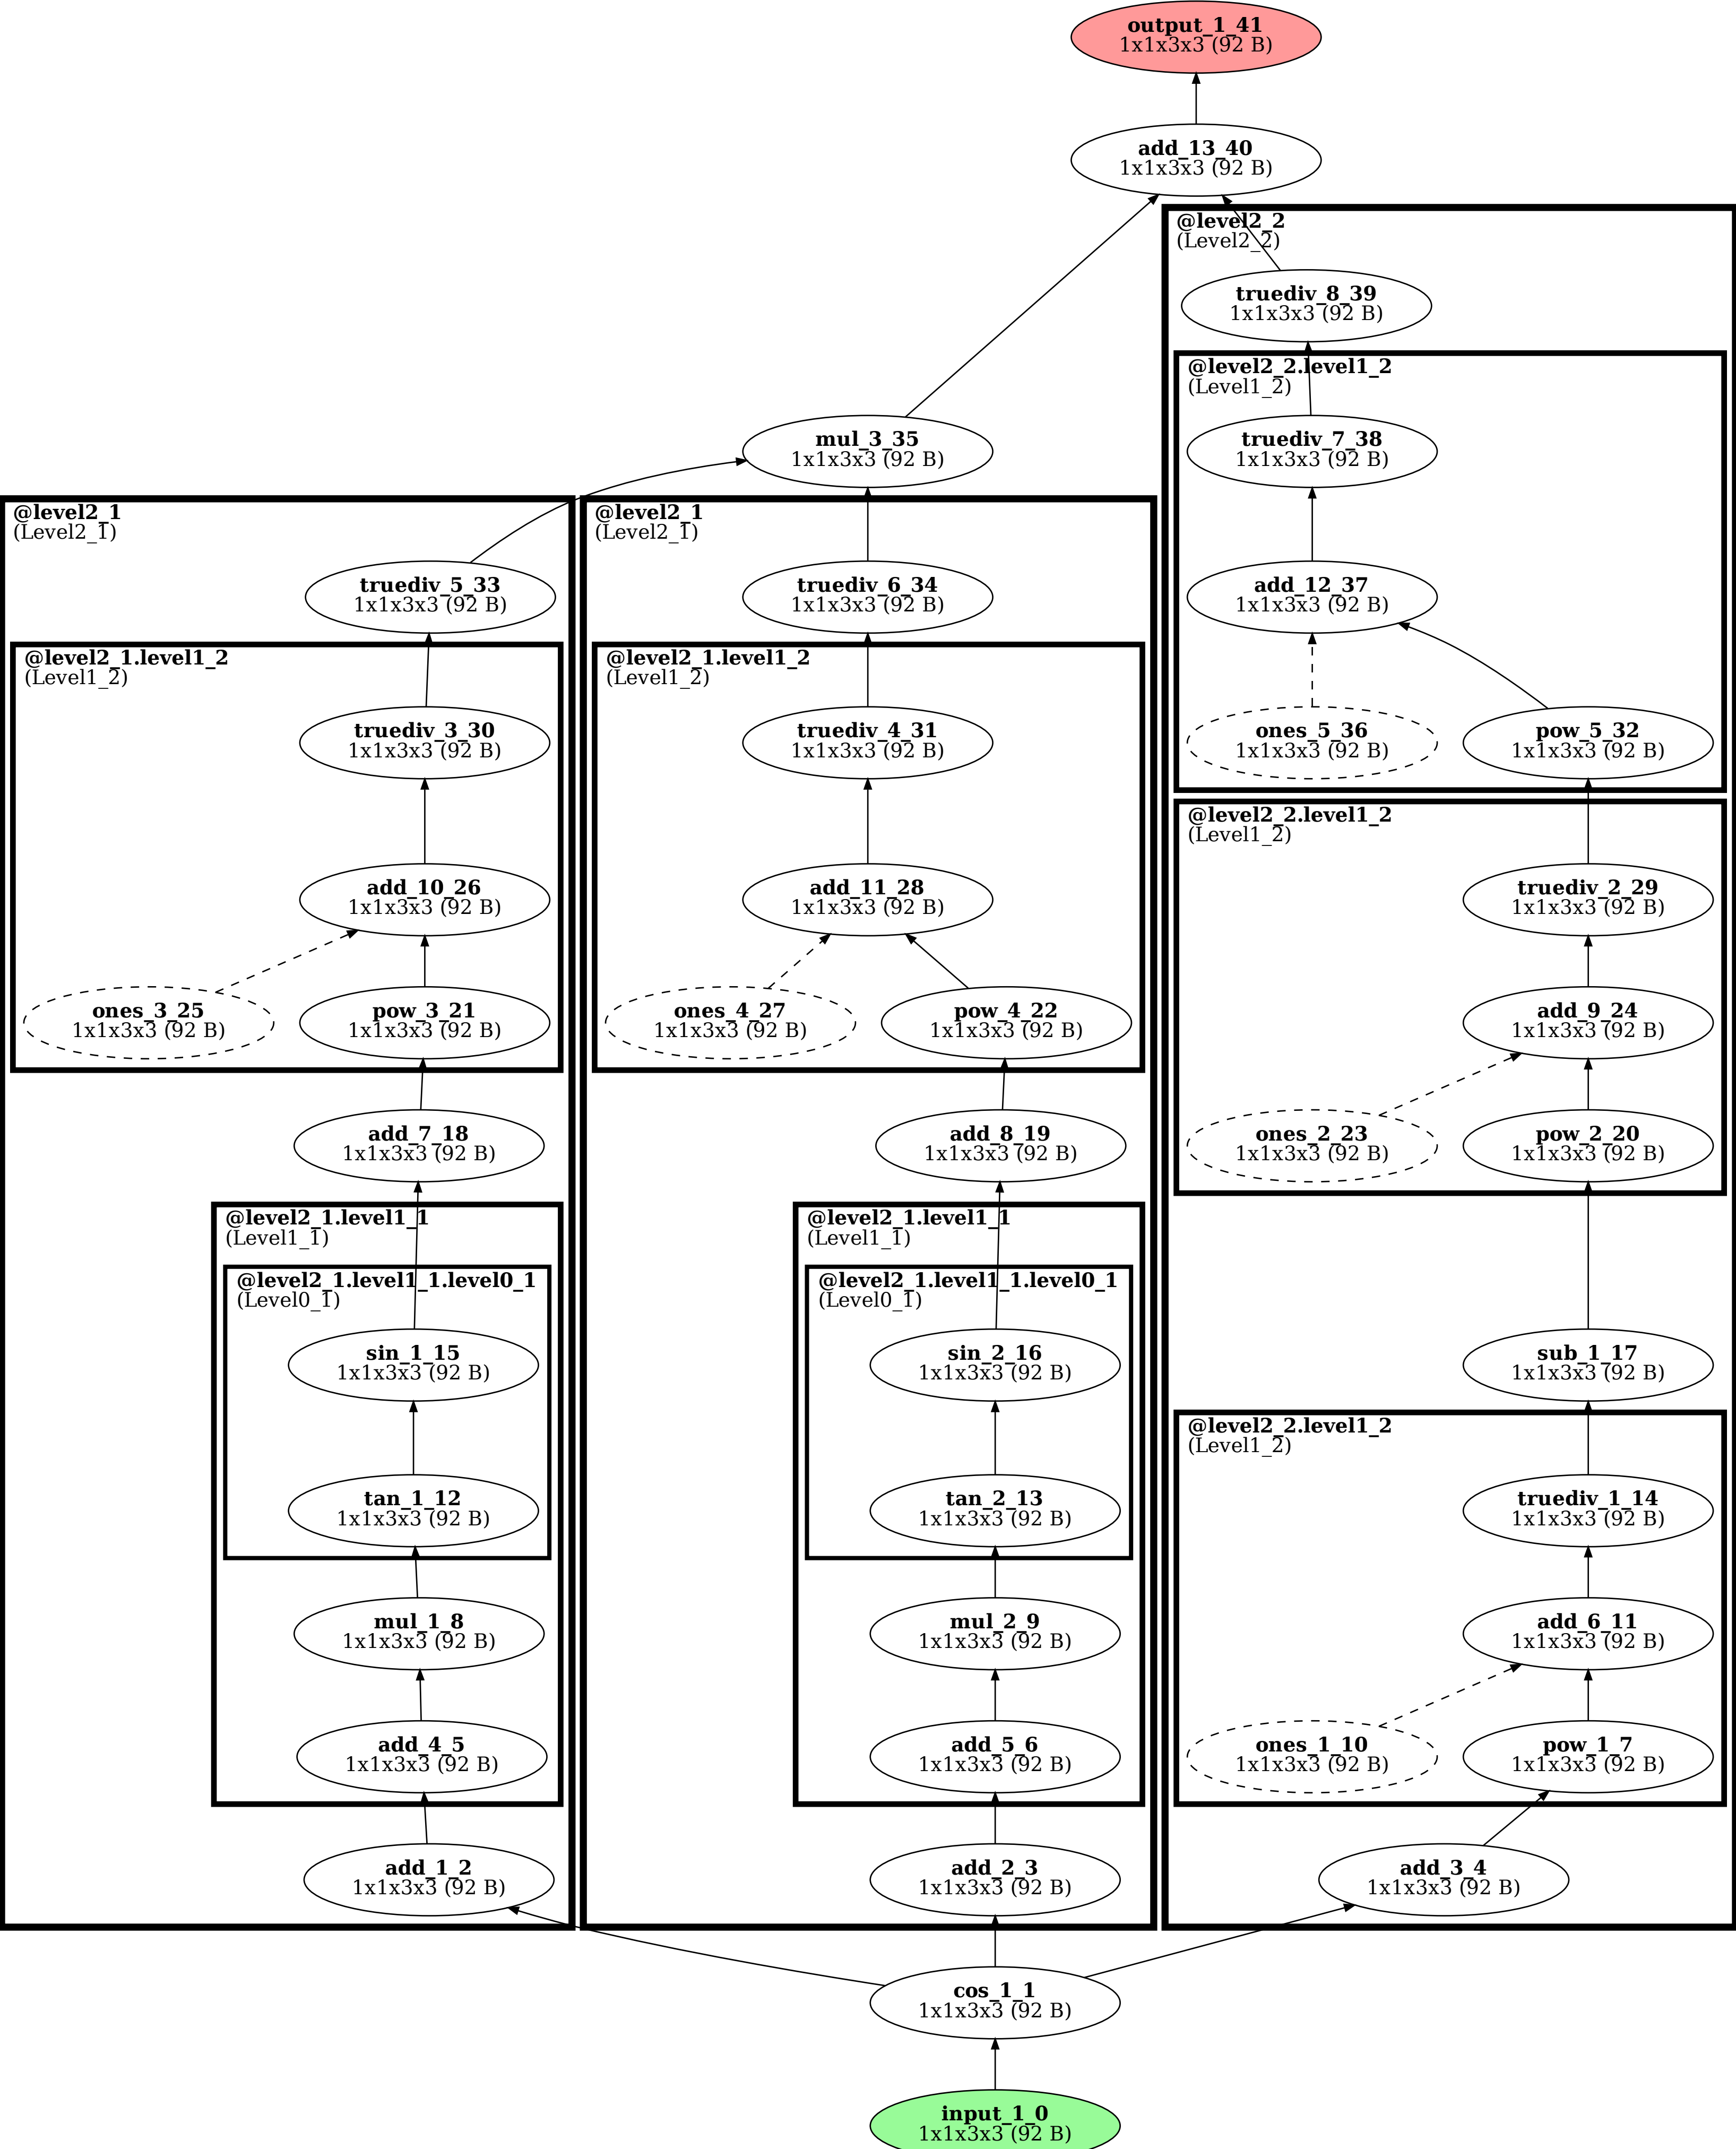 output_1_41
1x1x3x3 (92 B)
add_13_40
1x1x3x3 (92 B)
@level2_2
(Level2_2)
truediv_8_39
1x1x3x3 (92 B)
@level2_2.level1_2
(Level1_2)
truediv_7_38
1x1x3x3 (92 B)
mul_3_35
1x1x3x3 (92 B)
@level2_1
(Level2_1)
@level2_1
(Level2_1)
truediv_5_33
1x1x3x3 (92 B)
truediv_6_34
1x1x3x3 (92 B)
add_12_37
1x1x3x3 (92 B)
@level2_1.level1_2
(Level1_2)
@level2_1.level1_2
(Level1_2)
truediv_3_30
1x1x3x3 (92 B)
truediv_4_31
1x1x3x3 (92 B)
ones_5_36
1x1x3x3 (92 B)
pow_5_32
1x1x3x3 (92 B)
@level2_2.level1_2
(Level1_2)
add_10_26
1x1x3x3 (92 B)
add_11_28
1x1x3x3 (92 B)
truediv_2_29
1x1x3x3 (92 B)
ones_3_25
1x1x3x3 (92 B)
pow_3_21
1x1x3x3 (92 B)
ones_4_27
1x1x3x3 (92 B)
pow_4_22
1x1x3x3 (92 B)
add_9_24
1x1x3x3 (92 B)
add_7_18
1x1x3x3 (92 B)
add_8_19
1x1x3x3 (92 B)
ones_2_23
1x1x3x3 (92 B)
pow_2_20
1x1x3x3 (92 B)
@level2_1.level1_1
(Level1_1)
@level2_1.level1_1
(Level1_1)
@level2_1.level1_1.level0_1
(Level0_1)
@level2_1.level1_1.level0_1
(Level0_1)
sin_1_15
1x1x3x3 (92 B)
sin_2_16
1x1x3x3 (92 B)
sub_1_17
1x1x3x3 (92 B)
@level2_2.level1_2
(Level1_2)
tan_1_12
1x1x3x3 (92 B)
tan_2_13
1x1x3x3 (92 B)
truediv_1_14
1x1x3x3 (92 B)
mul_1_8
1x1x3x3 (92 B)
mul_2_9
1x1x3x3 (92 B)
add_6_11
1x1x3x3 (92 B)
add_4_5
1x1x3x3 (92 B)
add_5_6
1x1x3x3 (92 B)
ones_1_10
1x1x3x3 (92 B)
pow_1_7
1x1x3x3 (92 B)
add_1_2
1x1x3x3 (92 B)
add_2_3
1x1x3x3 (92 B)
add_3_4
1x1x3x3 (92 B)
cos_1_1
1x1x3x3 (92 B)
input_1_0
1x1x3x3 (92 B)